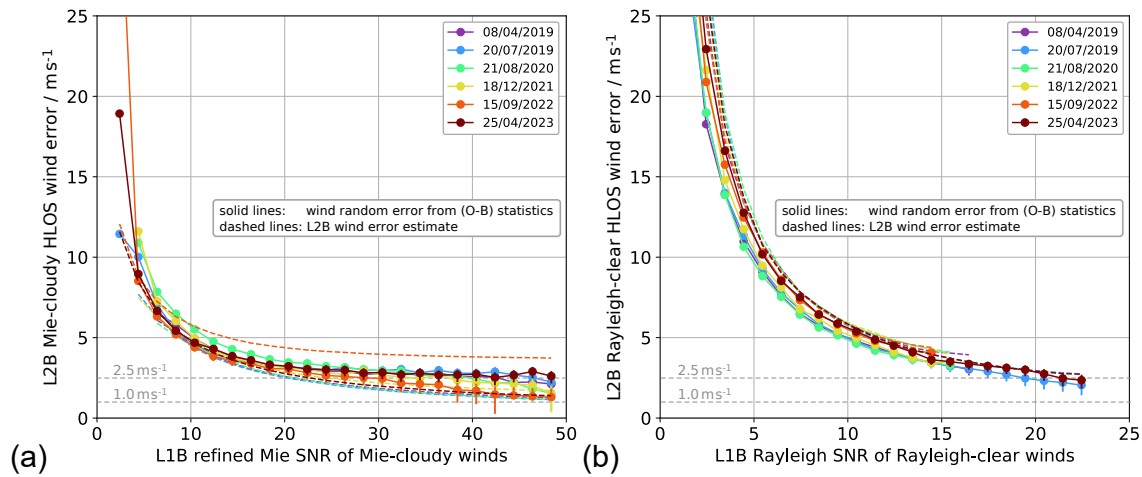 25
20
15
10
5
0
L2B Mie-cloudy HLOS wind error / m s⁻¹
08/04/2019
20/07/2019
21/08/2020
18/12/2021
15/09/2022
25/04/2023
solid lines: wind random error from (O-B) statistics
dashed lines: L2B wind error estimate
2.5 m s⁻¹
1.0 m s⁻¹
0 10 20 30 40 50
L1B refined Mie SNR of Mie-cloudy winds
(a)
25
20
15
10
5
0
L2B Rayleigh-clear HLOS wind error / m s⁻¹
08/04/2019
20/07/2019
21/08/2020
18/12/2021
15/09/2022
25/04/2023
solid lines: wind random error from (O-B) statistics
dashed lines: L2B wind error estimate
2.5 m s⁻¹
1.0 m s⁻¹
0 5 10 15 20 25
L1B Rayleigh SNR of Rayleigh-clear winds
(b)